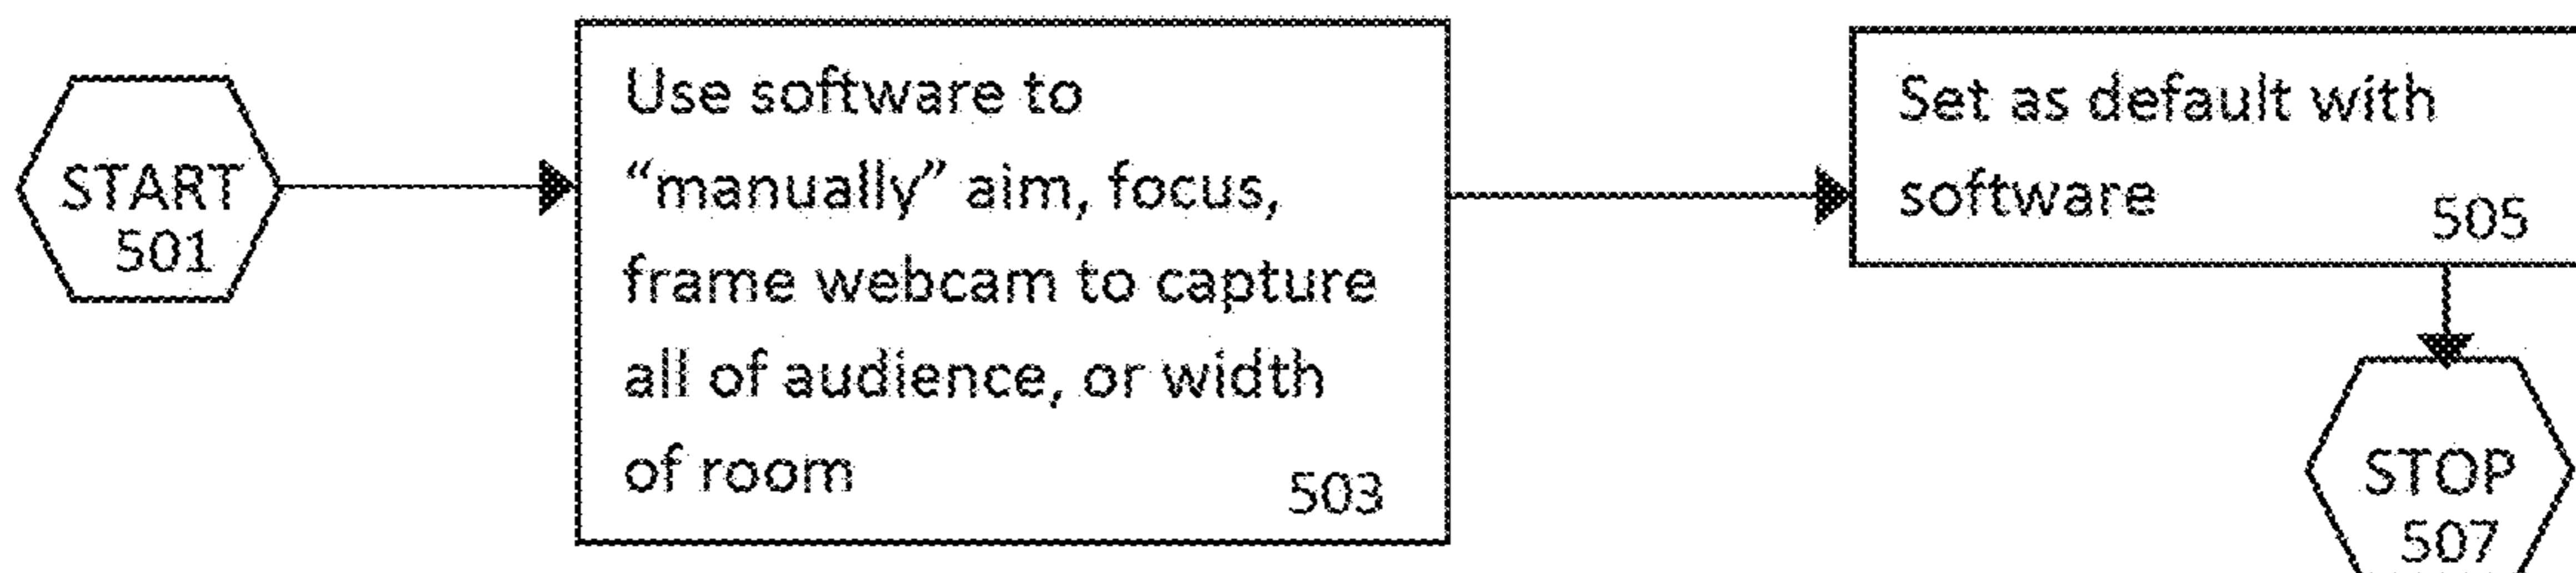 START
501
Use software to
“manually” aim, focus,
frame webcam to capture
all of audience, or width
of room
503
Set as default with
software
505
STOP
507